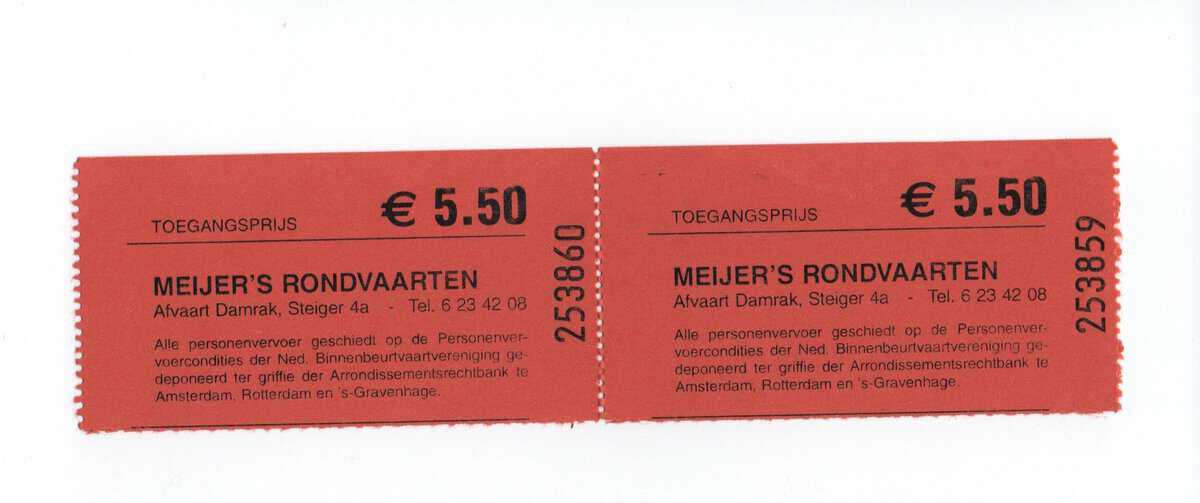 TOEGANGSPRIJS € 5.50
MEIJER'S RONDVAARTEN
Afvaart Damrak, Steiger 4a - Tel. 6 23 42 08
Alle personenvervoer geschiedt op de Personenver-
voercondities der Ned. Binnenbeurtvaartvereniging ge-
deponeerd ter griffie der Arrondissementsrechtbank te
Amsterdam, Rotterdam en 's-Gravenhage.
253860
TOEGANGSPRIJS € 5.50
MEIJER'S RONDVAARTEN
Afvaart Damrak, Steiger 4a - Tel. 6 23 42 08
Alle personenvervoer geschiedt op de Personenver-
voercondities der Ned. Binnenbeurtvaartvereniging ge-
deponeerd ter griffie der Arrondissementsrechtbank te
Amsterdam, Rotterdam en 's-Gravenhage.
253859